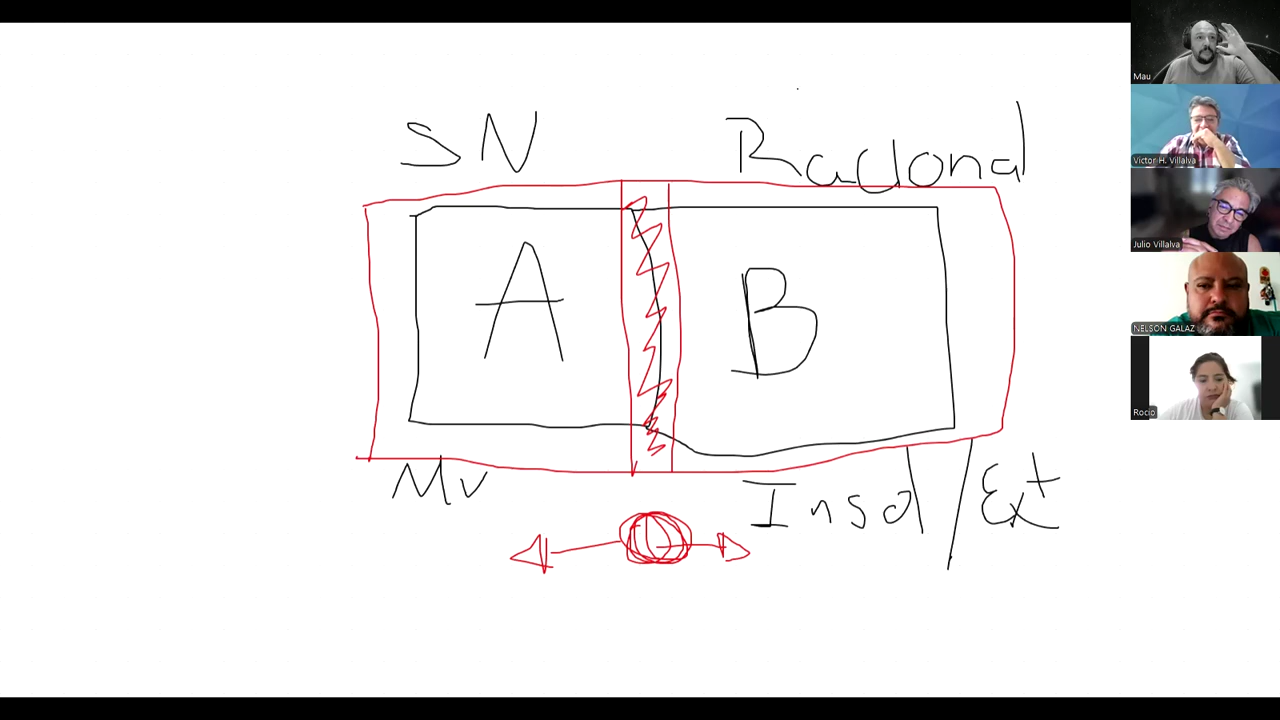 SN Racional
A B
Mv Insd / Ext
Mau
Victor H. Villalva
Julio Villalva
NELSON GALAZ
Rocio